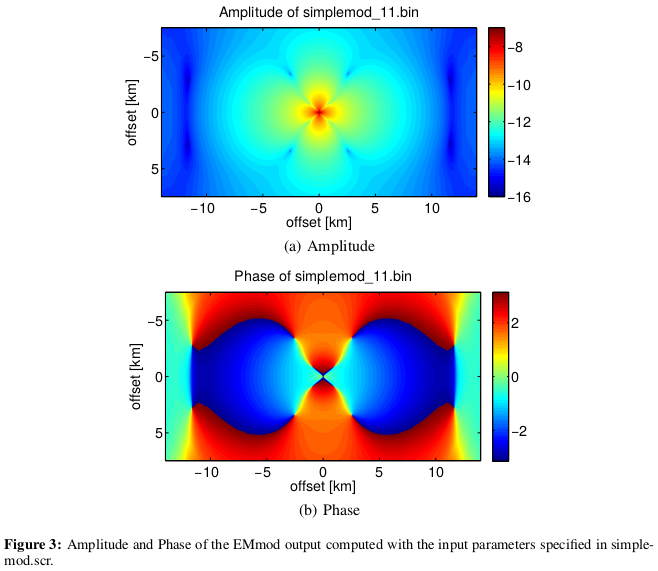 Amplitude of simplemod_11.bin
−5
0
5
offset [km]
−10 −5 0 5 10
offset [km]
−8
−10
−12
−14
−16
(a) Amplitude
Phase of simplemod_11.bin
−5
0
5
offset [km]
−10 −5 0 5 10
offset [km]
2
0
−2
(b) Phase
Figure 3: Amplitude and Phase of the EMmod output computed with the input parameters specified in simple-
mod.scr.